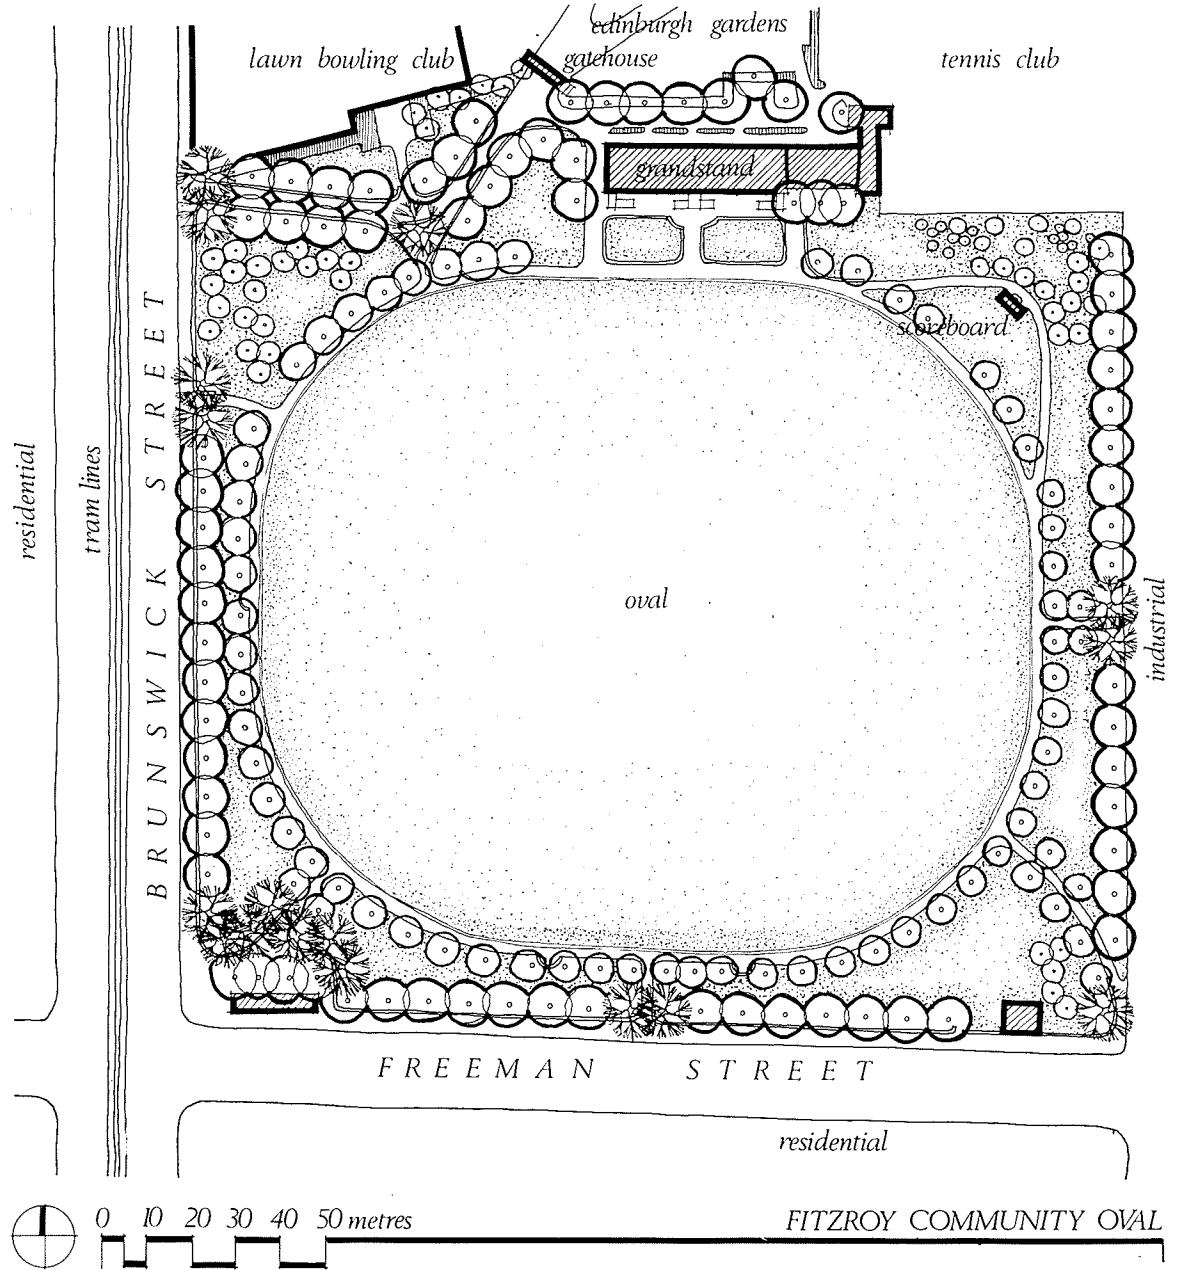 edinburgh gardens
lawn bowling club
gatehouse
tennis club
grandstand
scoreboard
residential
tram lines
BRUNSWICK STREET
oval
industrial
FREEMAN STREET
residential
0 10 20 30 40 50 metres
FITZROY COMMUNITY OVAL